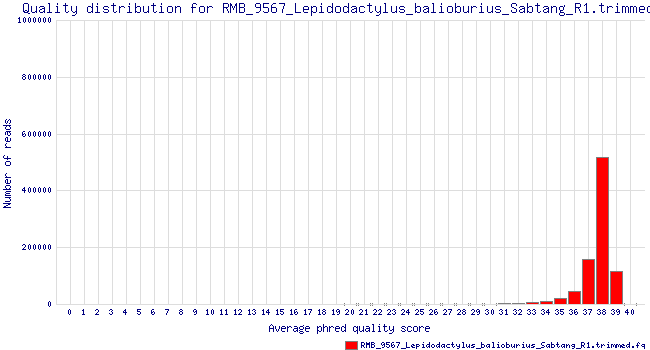 Quality distribution for RMB_9567_Lepidodactylus_balioburius_Sabtang_R1.trimmed
1000000
800000
600000
400000
200000
0
Number of reads
0 1 2 3 4 5 6 7 8 9 10 11 12 13 14 15 16 17 18 19 20 21 22 23 24 25 26 27 28 29 30 31 32 33 34 35 36 37 38 39 40
Average phred quality score
RMB_9567_Lepidodactylus_balioburius_Sabtang_R1.trimmed.fq